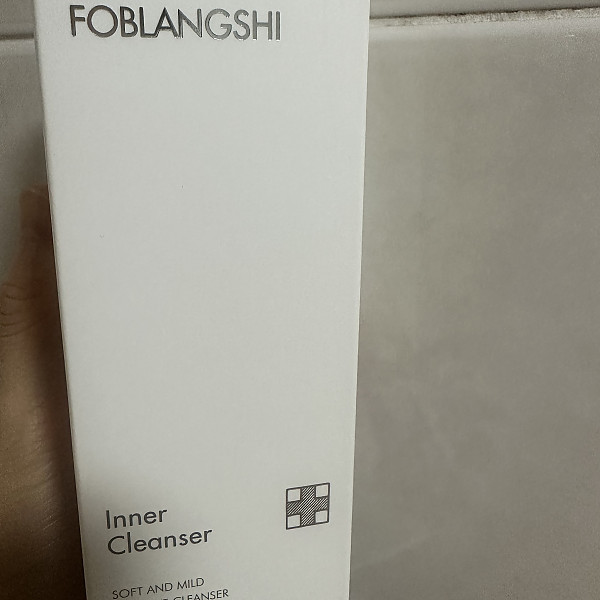 FOBLANGSHI
Inner
Cleanser
SOFT AND MILD
CLEANSER